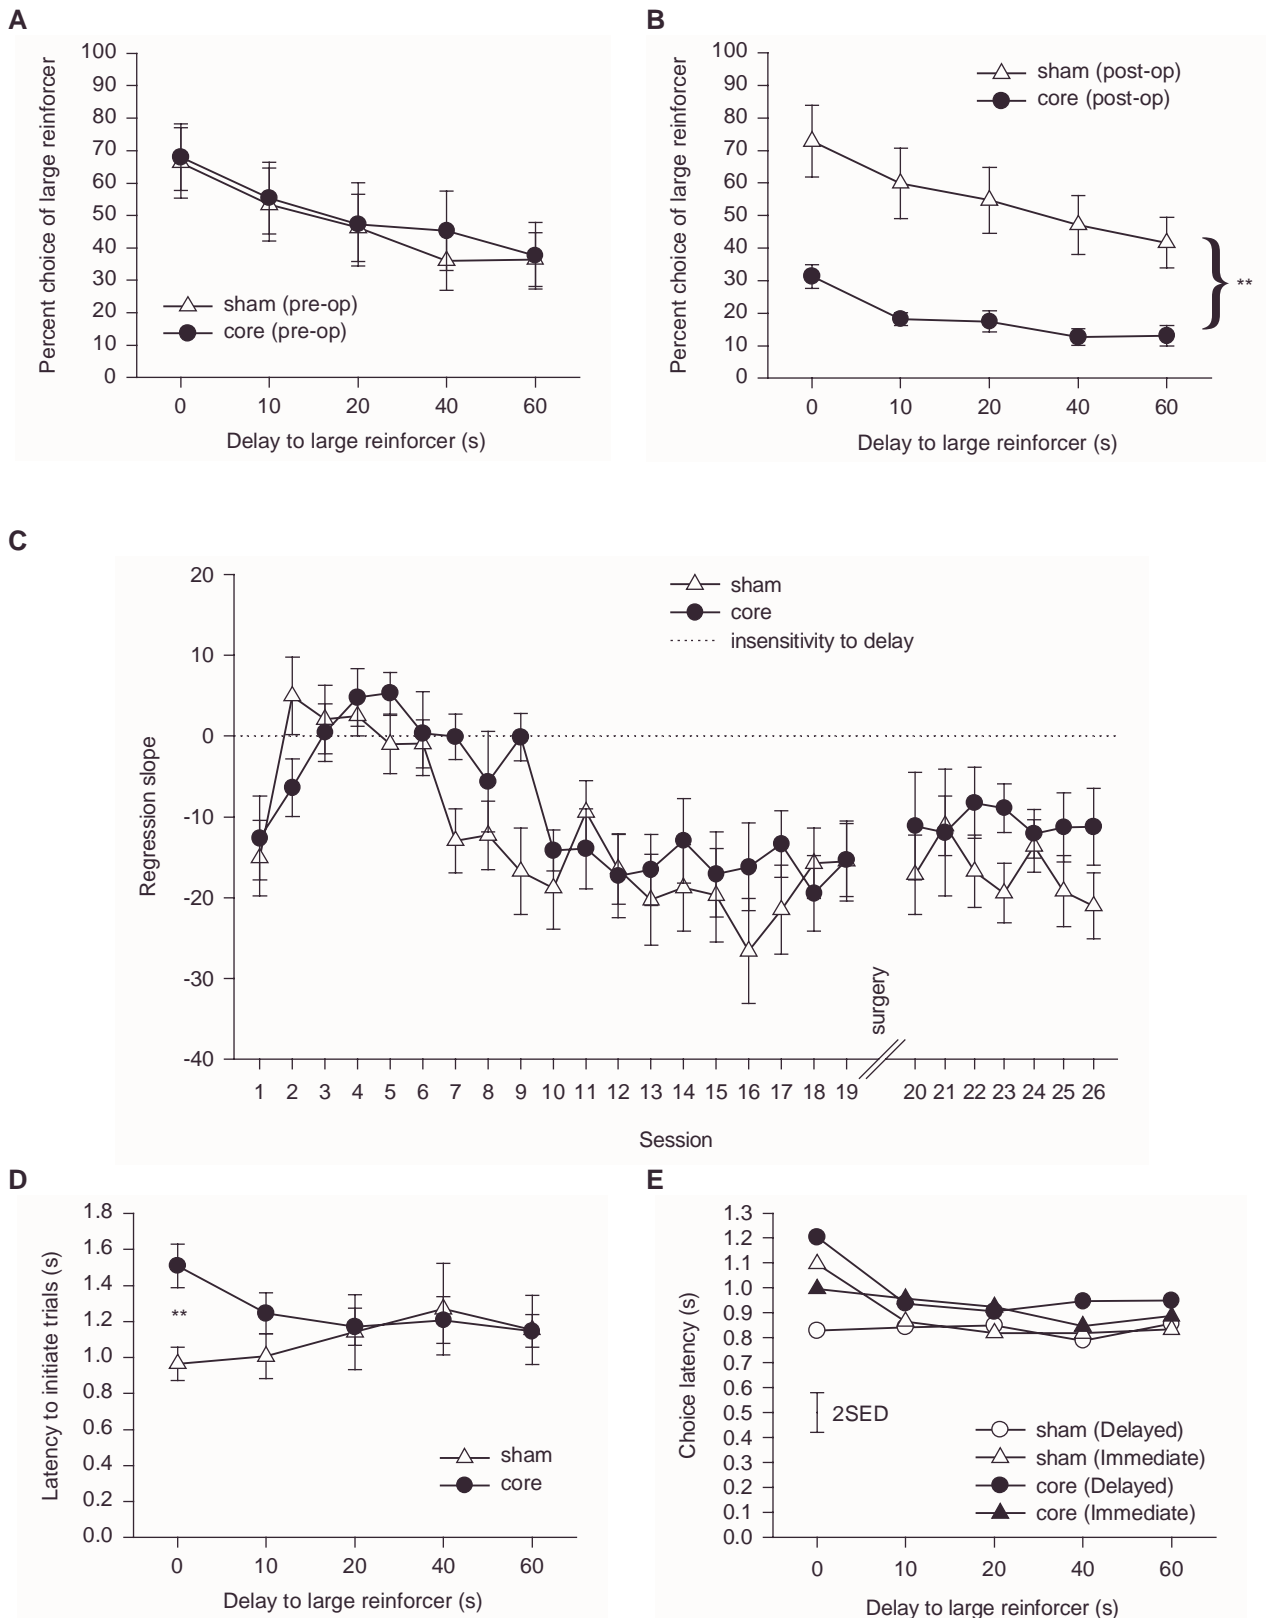 A
100
90
80
70
60
50
40
30
20
10
0
Percent choice of large reinforcer
sham (pre-op)
core (pre-op)
0 10 20 40 60
Delay to large reinforcer (s)
B
100
90
80
70
60
50
40
30
20
10
0
Percent choice of large reinforcer
sham (post-op)
core (post-op)
**
0 10 20 40 60
Delay to large reinforcer (s)
C
20
10
0
-10
-20
-30
-40
Regression slope
sham
core
insensitivity to delay
surgery
1 2 3 4 5 6 7 8 9 10 11 12 13 14 15 16 17 18 19 20 21 22 23 24 25 26
Session
D
1.8
1.6
1.4
1.2
1.0
0.8
0.6
0.4
0.2
0.0
Latency to initiate trials (s)
**
sham
core
0 10 20 40 60
Delay to large reinforcer (s)
E
1.3
1.2
1.1
1.0
0.9
0.8
0.7
0.6
0.5
0.4
0.3
0.2
0.1
0.0
Choice latency (s)
2SED
sham (Delayed)
sham (Immediate)
core (Delayed)
core (Immediate)
0 10 20 40 60
Delay to large reinforcer (s)